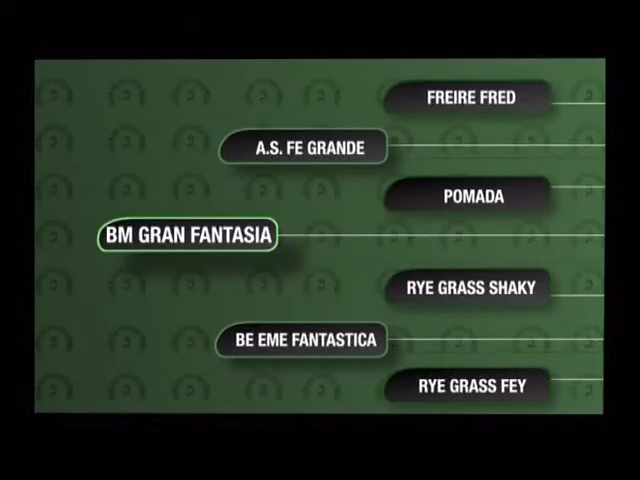 FREIRE FRED
A.S. FE GRANDE
POMADA
BM GRAN FANTASIA
RYE GRASS SHAKY
BE EME FANTASTICA
RYE GRASS FEY